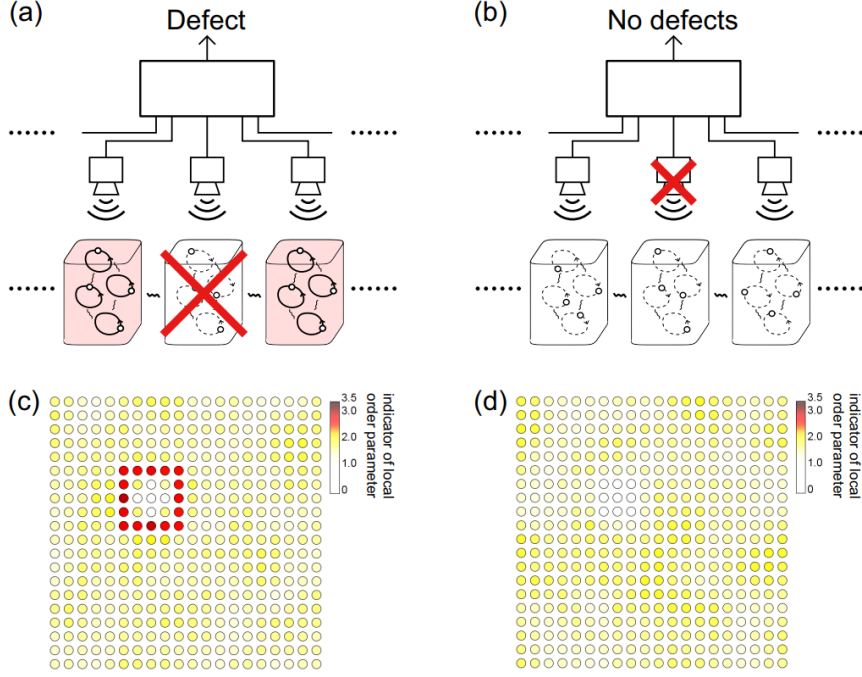 (a)
Defect
(b)
No defects
(c)
3.5
3.0
2.0
1.0
0
indicator of local
order parameter
(d)
3.5
3.0
2.0
1.0
0
indicator of local
order parameter